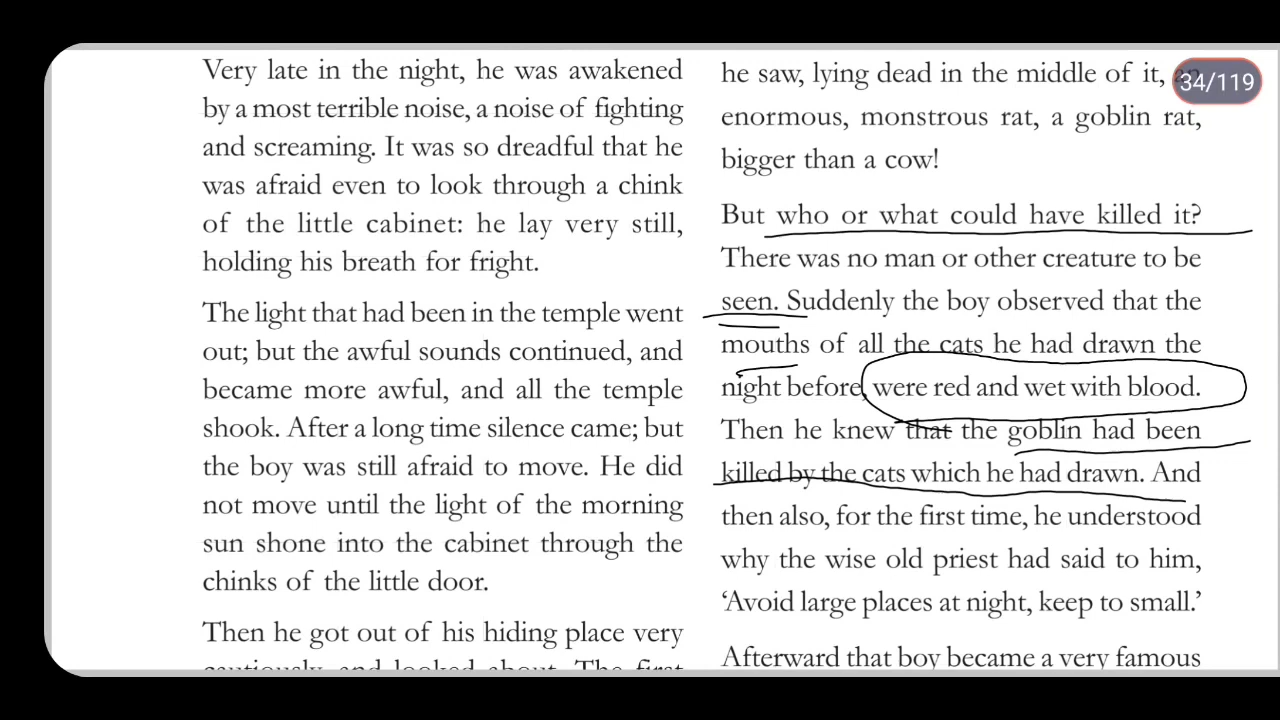 Very late in the night, he was awakened
by a most terrible noise, a noise of fighting
and screaming. It was so dreadful that he
was afraid even to look through a chink
of the little cabinet: he lay very still,
holding his breath for fright.
The light that had been in the temple went
out; but the awful sounds continued, and
became more awful, and all the temple
shook. After a long time silence came; but
the boy was still afraid to move. He did
not move until the light of the morning
sun shone into the cabinet through the
chinks of the little door.
Then he got out of his hiding place very
cautiously, and looked about. The first
he saw, lying dead in the middle of it, an
enormous, monstrous rat, a goblin rat,
bigger than a cow!
But who or what could have killed it?
There was no man or other creature to be
seen. Suddenly the boy observed that the
mouths of all the cats he had drawn the
night before, were red and wet with blood.
Then he knew that the goblin had been
killed by the cats which he had drawn. And
then also, for the first time, he understood
why the wise old priest had said to him,
‘Avoid large places at night, keep to small.’
Afterward that boy became a very famous
34/119